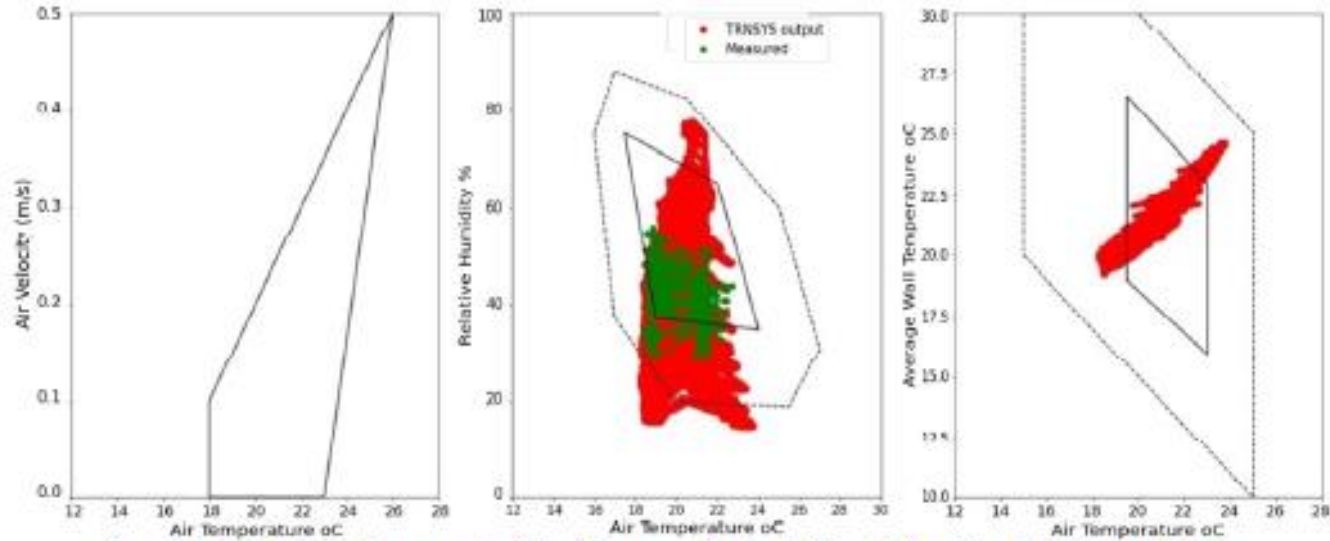 0.5
0.4
0.3
0.2
0.1
0.0
Air Velocity (m/s)
12 14 16 18 20 22 24 26 28
Air Temperature oC
100
80
60
40
20
0
Relative Humidity %
TRNSYS output
Measured
12 14 16 18 20 22 24 26 28 30
Air Temperature oC
30.0
27.5
25.0
22.5
20.0
17.5
15.0
12.5
10.0
Average Wall Temperature oC
12 14 16 18 20 22 24 26 28
Air Temperature oC